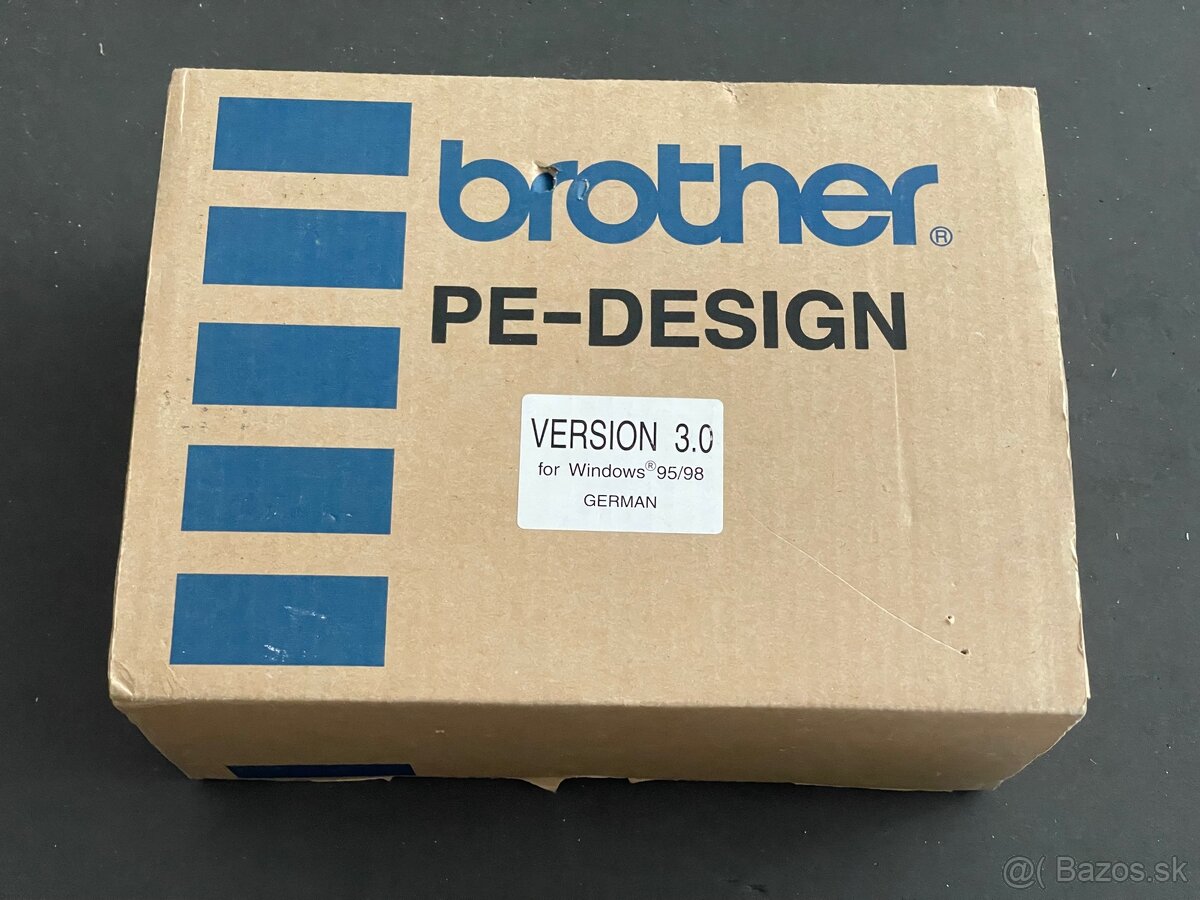 brother®
PE-DESIGN
VERSION 3.0
for Windows®95/98
GERMAN
@( Bazos.sk